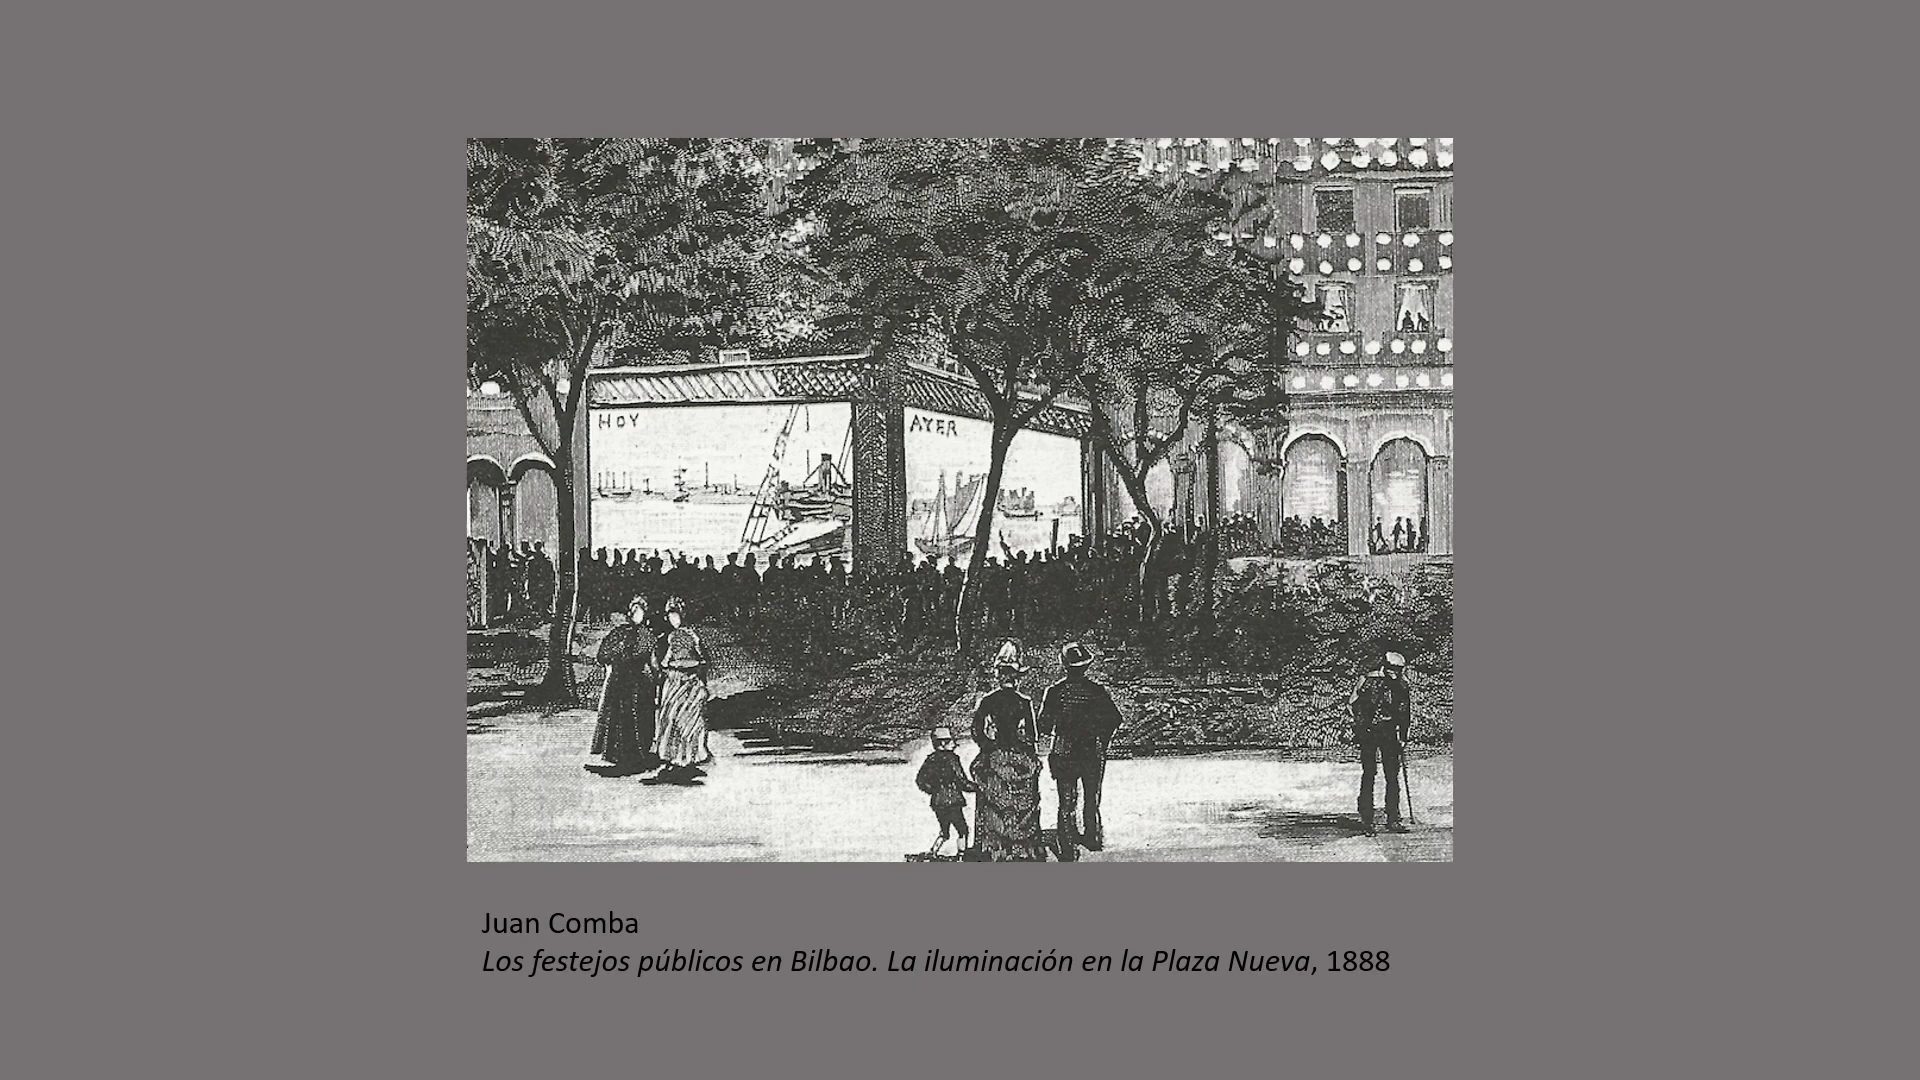 HOY
AYER
Juan Comba
Los festejos públicos en Bilbao. La iluminación en la Plaza Nueva, 1888